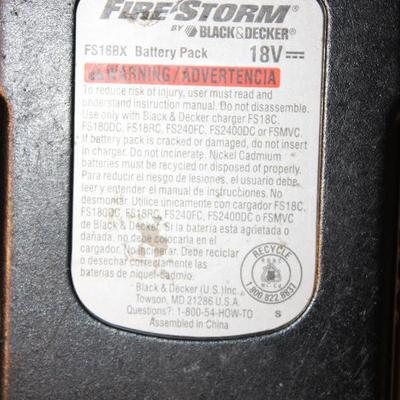 FIRE STORM
BY BLACK&DECKER®
FS18BX Battery Pack 18V
WARNING/ADVERTENCIA
To reduce risk of injury, user must read and
understand instruction manual. Do not disassemble.
Use only with Black & Decker charger FS18C,
FS180DC, FS18RC, FS240FC, FS2400DC or FSMVC.
If battery pack is cracked or damaged, do not insert
in charger. Do not incinerate. Nickel Cadmium
batteries must be recycled or disposed of properly.
Para reducir el riesgo de lesiones, el usuario debe
leer y entender el manual de instrucciones. No
desmontar. Utilice únicamente con cargador FS18C,
FS180DC, FS18RC, FS240FC, FS2400DC o FSMVC
de Black & Decker. Si la batería esta agrietada o
dañada, no debe colocarla en el
cargador. No incinerar. Debe reciclar
o desechar correctamente las
baterías de níquel-cadmio.
RECYCLE
1.800.822.8837
Black & Decker (U.S.) Inc.,
Towson, MD 21286 U.S.A.
Questions?: 1-800-54-HOW-TO
Assembled in China
S